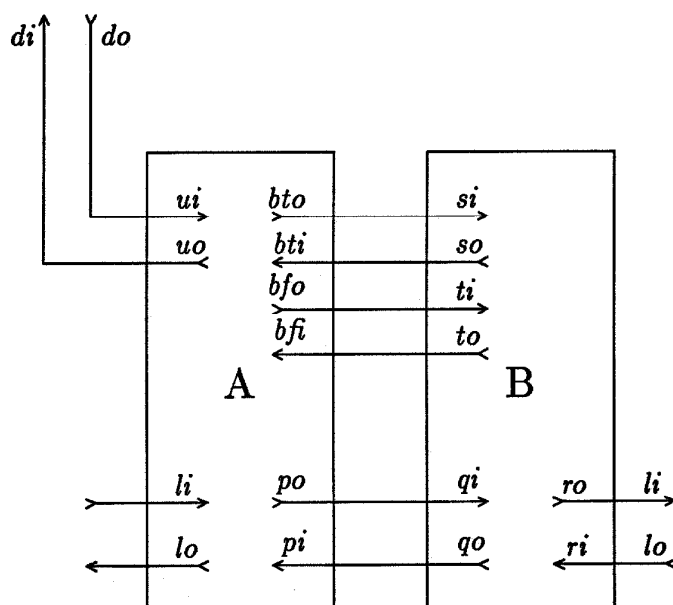 di do
ui bto si
uo bti so
bfo ti
bfi to
A B
li po qi ro li
lo pi qo ri lo